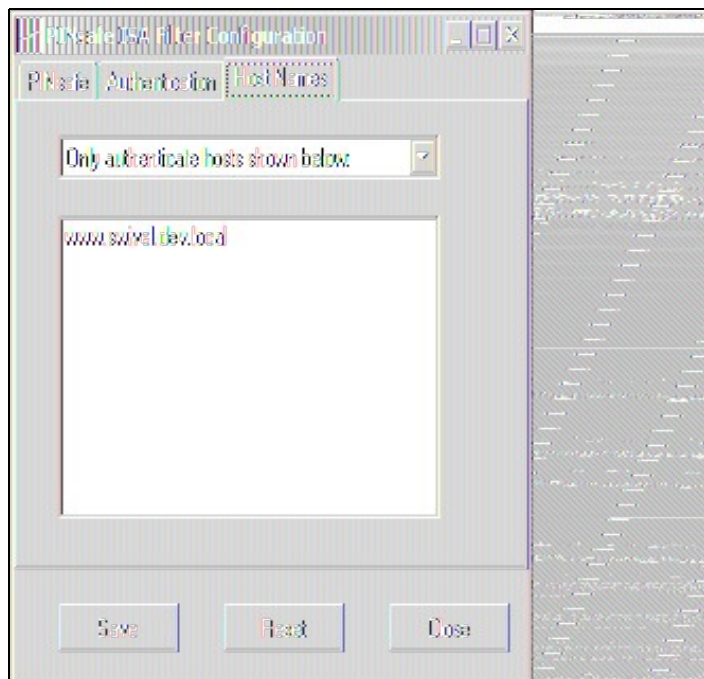 PINsafe ISA Filter Configuration
PINsafe Authentication Host Names
Only authenticate hosts shown below:
www.swivel.dev.local
Save Reset Close